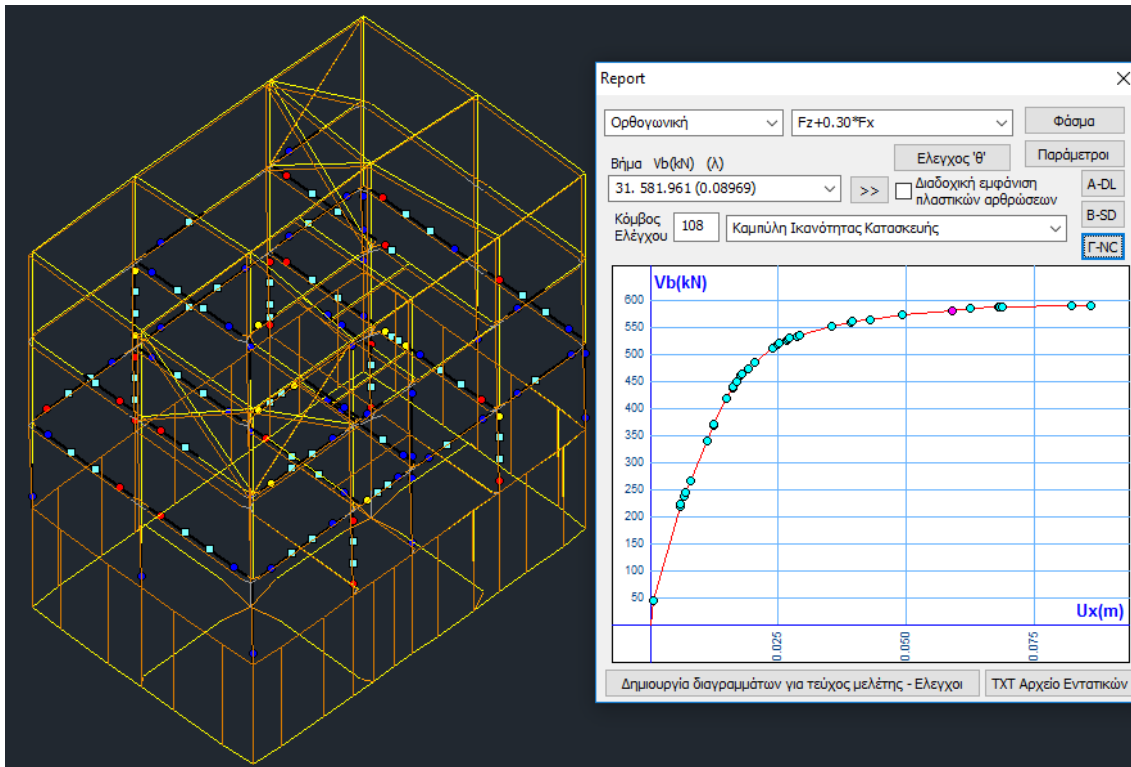 Report
Ορθογωνική
Fz+0.30*Fx
Φάσμα
Βήμα Vb(kN) (λ)
Ελεγχος 'θ'
Παράμετροι
31. 581.961 (0.08969)
>>
Διαδοχική εμφάνιση
πλαστικών αρθρώσεων
A-DL
B-SD
Γ-NC
Κόμβος
Ελέγχου
108
Καμπύλη Ικανότητας Κατασκευής
Vb(kN)
600
550
500
450
400
350
300
250
200
150
100
50
Ux(m)
0.025
0.050
0.075
Δημιουργία διαγραμμάτων για τεύχος μελέτης - Ελεγχοι
TXT Αρχείο Εντατικών